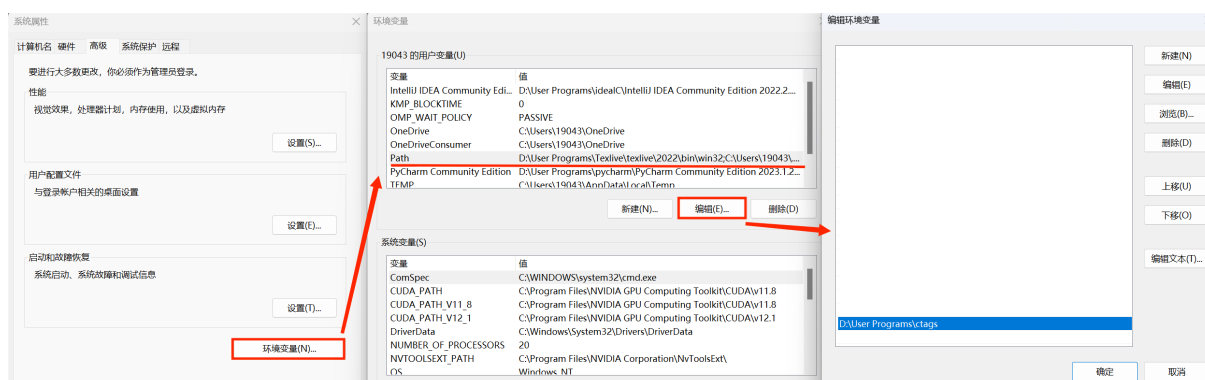 系统属性
计算机名 硬件 高级 系统保护 远程
要进行大多数更改，你必须作为管理员登录。
性能
视觉效果，处理器计划，内存使用，以及虚拟内存
设置(S)...
用户配置文件
与登录帐户相关的桌面设置
设置(E)...
启动和故障恢复
系统启动、系统故障和调试信息
设置(T)...
环境变量(N)...
环境变量
19043 的用户变量(U)
变量 值
IntelliJ IDEA Community Edi... D:\User Programs\idealC\IntelliJ IDEA Community Edition 2022.2....
KMP_BLOCKTIME 0
OMP_WAIT_POLICY PASSIVE
OneDrive C:\Users\19043\OneDrive
OneDriveConsumer C:\Users\19043\OneDrive
Path D:\User Programs\Texlive\texlive\2022\bin\win32;C:\Users\19043\...
PyCharm Community Edition D:\User Programs\pycharm\PyCharm Community Edition 2023.1.2...
TEMP C:\Users\19043\AppData\Local\Temp
新建(N)... 编辑(E)... 删除(D)
系统变量(S)
变量 值
ComSpec C:\WINDOWS\system32\cmd.exe
CUDA_PATH C:\Program Files\NVIDIA GPU Computing Toolkit\CUDA\v11.8
CUDA_PATH_V11_8 C:\Program Files\NVIDIA GPU Computing Toolkit\CUDA\v11.8
CUDA_PATH_V12_1 C:\Program Files\NVIDIA GPU Computing Toolkit\CUDA\v12.1
DriverData C:\Windows\System32\Drivers\DriverData
NUMBER_OF_PROCESSORS 20
NVTOOLSEXT_PATH C:\Program Files\NVIDIA Corporation\NvToolsExt\
OS Windows_NT
编辑环境变量
新建(N)
编辑(E)
浏览(B)...
删除(D)
上移(U)
下移(O)
编辑文本(T)...
D:\User Programs\ctags
确定 取消